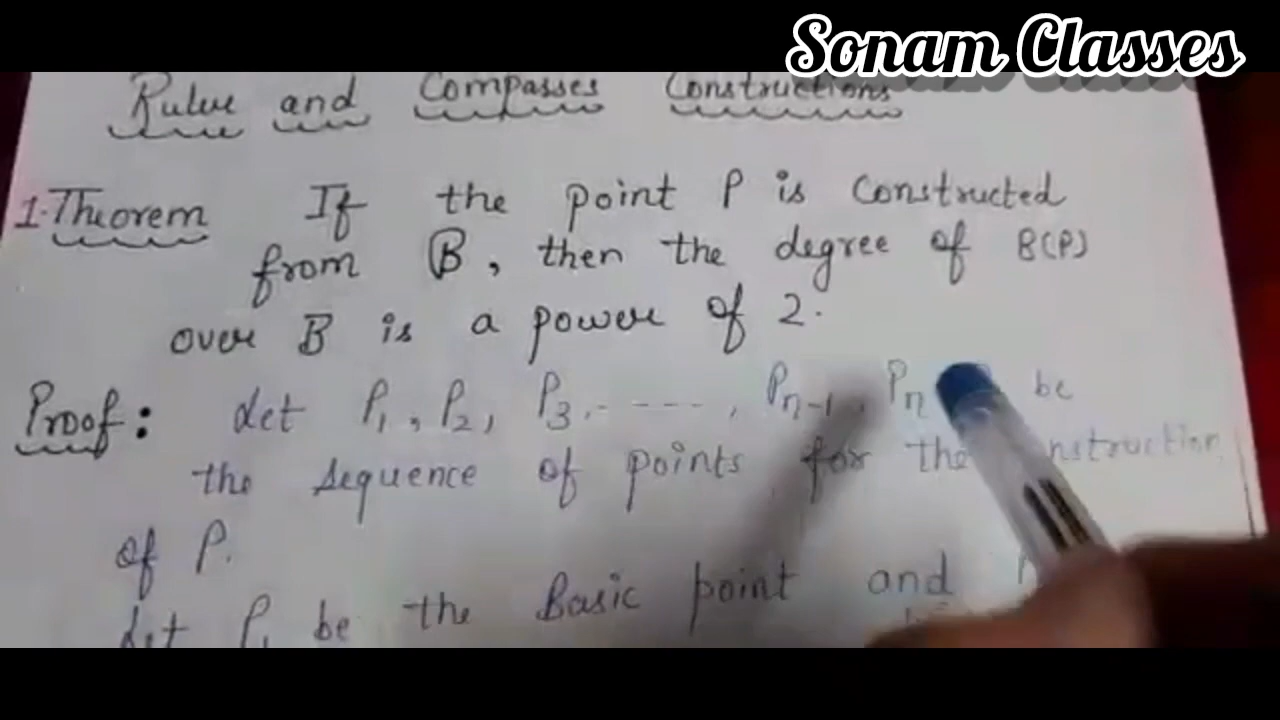 Sonam Classes
Ruler and Compasses Constructions
1. Theorem If the point P is constructed
from B, then the degree of B(P)
over B is a power of 2.
Proof: Let P1, P2, P3, - - - - -, Pn-1, Pn be
the sequence of points for the
of P.
Let P1 be the Basic point and